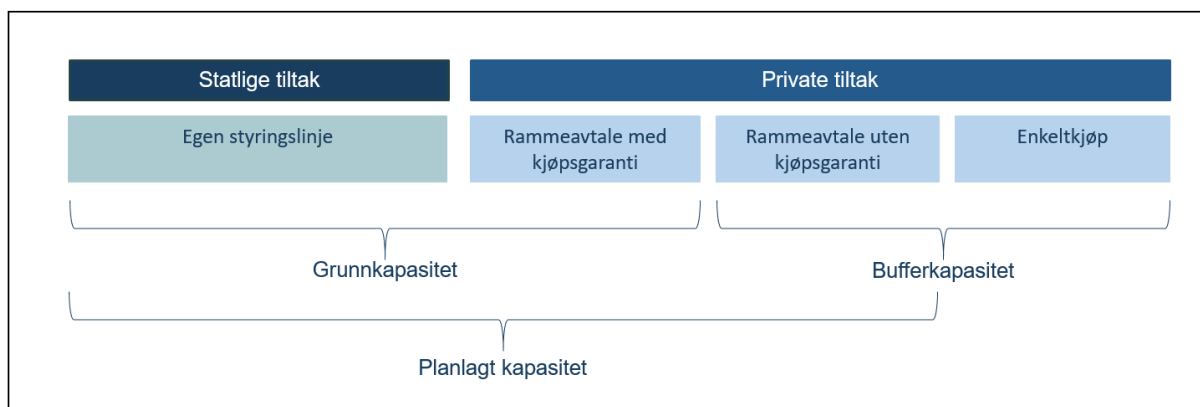 Statlige tiltak
Private tiltak
Egen styringslinje
Rammeavtale med
kjøpsgaranti
Rammeavtale uten
kjøpsgaranti
Enkeltkjøp
Grunnkapasitet
Bufferkapasitet
Planlagt kapasitet